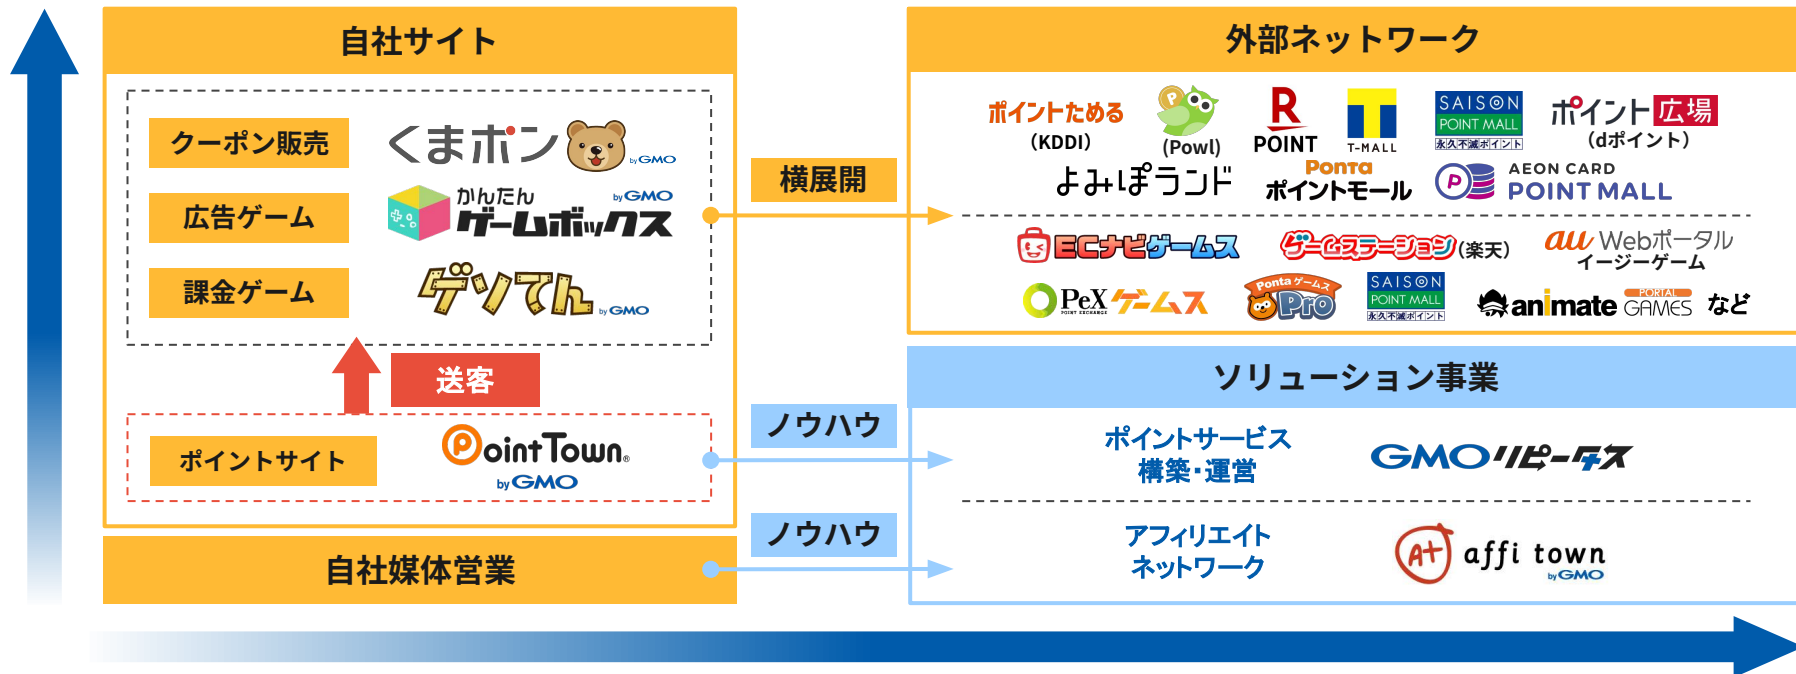 自社サイト
クーポン販売
くまポン
by GMO
広告ゲーム
かんたん
by GMO
ゲームボックス
課金ゲーム
ゲソてん
by GMO
送客
ポイントサイト
PointTown®
by GMO
自社媒体営業
横展開
ノウハウ
ノウハウ
外部ネットワーク
ポイントためる
(KDDI)
P
(Powl)
R
POINT
T
T-MALL
SAISON
POINT MALL
永久不滅ポイント
ポイント広場
(dポイント)
よみぽランド
Ponta
ポイントモール
P
AEON CARD
POINT MALL
ECナビゲームス
ゲームステーション(楽天)
au Webポータル
イージーゲーム
PeX ゲームス
POINT EXCHANGE
Pontaゲームス
Pro
SAISON
POINT MALL
永久不滅ポイント
animate
PORTAL
GAMES
など
ソリューション事業
ポイントサービス
構築・運営
GMOリピータス
アフィリエイト
ネットワーク
A+
affi town
by GMO